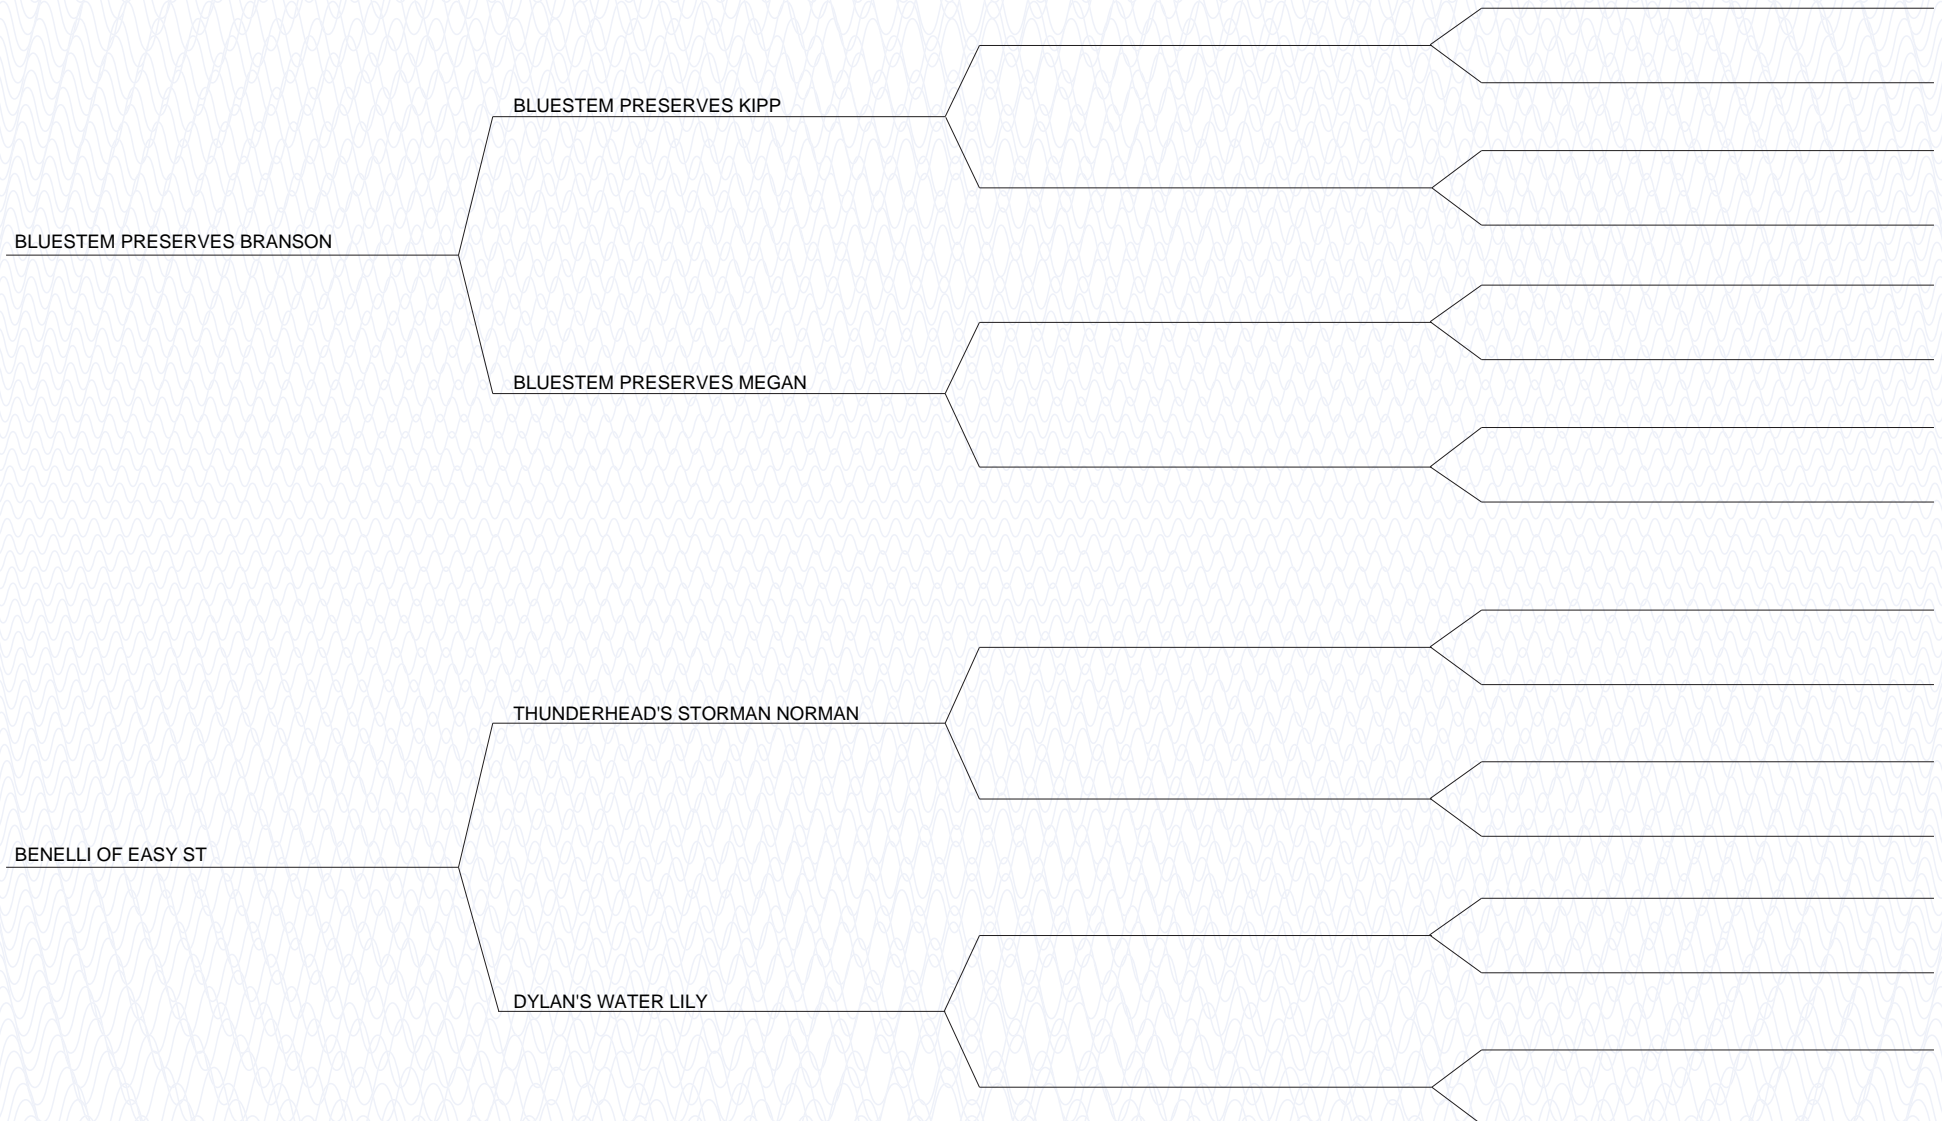 BLUESTEM PRESERVES KIPP
BLUESTEM PRESERVES BRANSON
BLUESTEM PRESERVES MEGAN
THUNDERHEAD'S STORMAN NORMAN
BENELLI OF EASY ST
DYLAN'S WATER LILY